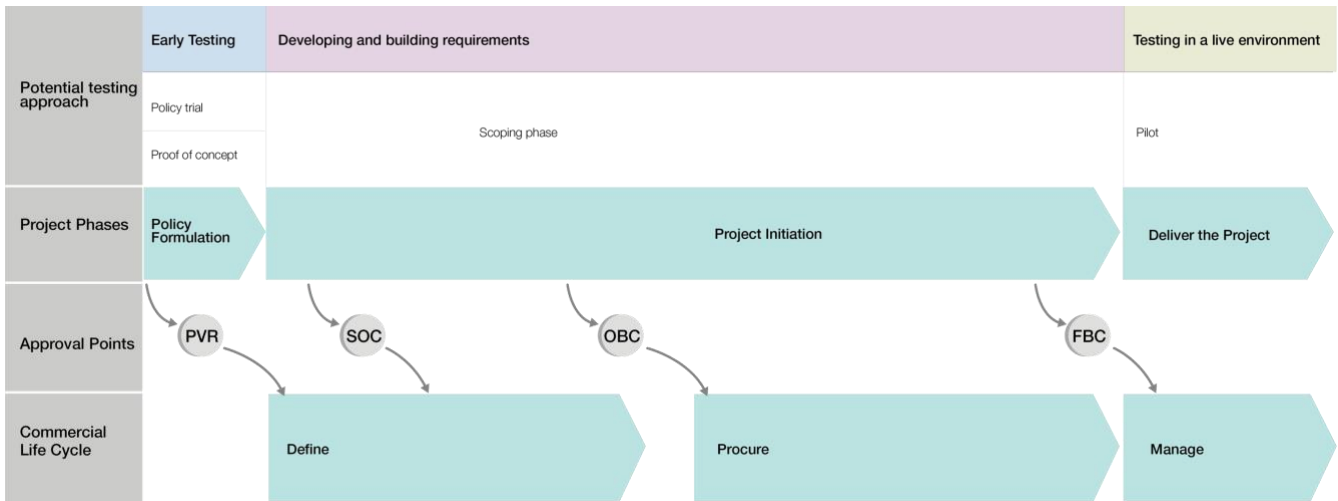 Potential testing
approach
Early Testing
Developing and building requirements
Testing in a live environment
Policy trial
Proof of concept
Scoping phase
Pilot
Project Phases
Policy
Formulation
Project Initiation
Deliver the Project
Approval Points
PVR
SOC
OBC
FBC
Commercial
Life Cycle
Define
Procure
Manage